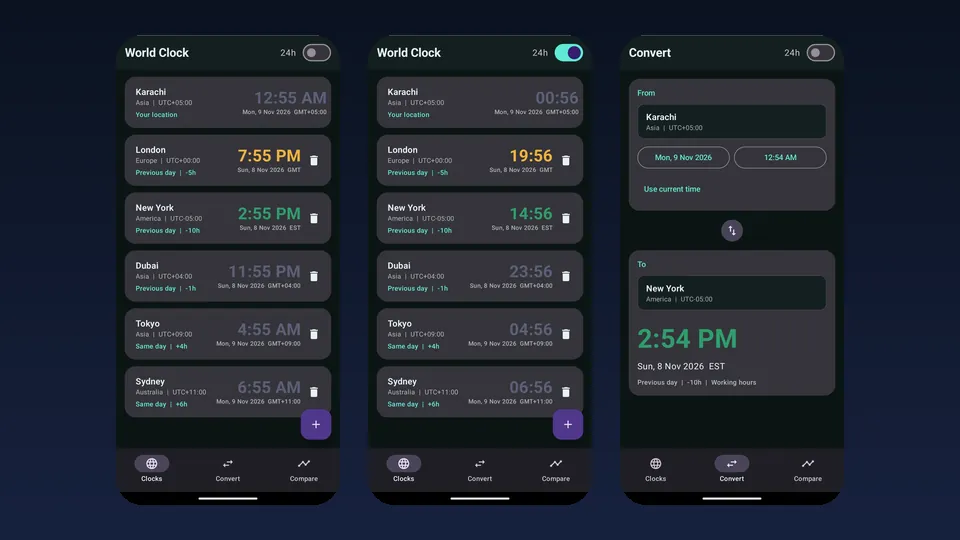 World Clock
24h
Karachi
12:55 AM
Asia | UTC+05:00
Mon, 9 Nov 2026 GMT+05:00
Your location
London
7:55 PM
Europe | UTC+00:00
Sun, 8 Nov 2026 GMT
Previous day | -5h
New York
2:55 PM
America | UTC-05:00
Sun, 8 Nov 2026 EST
Previous day | -10h
Dubai
11:55 PM
Asia | UTC+04:00
Sun, 8 Nov 2026 GMT+04:00
Previous day | -1h
Tokyo
4:55 AM
Asia | UTC+09:00
Mon, 9 Nov 2026 GMT+09:00
Same day | +4h
Sydney
6:55 AM
Australia | UTC+11:00
Mon, 9 Nov 2026 GMT+11:00
Same day | +6h
+
Clocks
Convert
Compare
World Clock
24h
Karachi
00:56
Asia | UTC+05:00
Mon, 9 Nov 2026 GMT+05:00
Your location
London
19:56
Europe | UTC+00:00
Sun, 8 Nov 2026 GMT
Previous day | -5h
New York
14:56
America | UTC-05:00
Sun, 8 Nov 2026 EST
Previous day | -10h
Dubai
23:56
Asia | UTC+04:00
Sun, 8 Nov 2026 GMT+04:00
Previous day | -1h
Tokyo
04:56
Asia | UTC+09:00
Mon, 9 Nov 2026 GMT+09:00
Same day | +4h
Sydney
06:56
Australia | UTC+11:00
Mon, 9 Nov 2026 GMT+11:00
Same day | +6h
+
Clocks
Convert
Compare
Convert
24h
From
Karachi
Asia | UTC+05:00
Mon, 9 Nov 2026
12:54 AM
Use current time
To
New York
America | UTC-05:00
2:54 PM
Sun, 8 Nov 2026 EST
Previous day | -10h | Working hours
Clocks
Convert
Compare